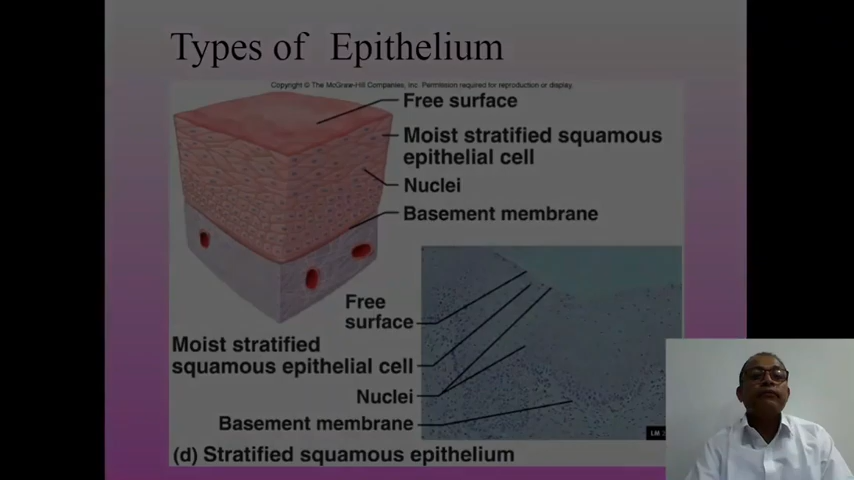 Types of Epithelium
Copyright © The McGraw-Hill Companies, Inc. Permission required for reproduction or display.
Free surface
Moist stratified squamous
epithelial cell
Nuclei
Basement membrane
Free
surface
Moist stratified
squamous epithelial cell
Nuclei
Basement membrane
LM
(d) Stratified squamous epithelium